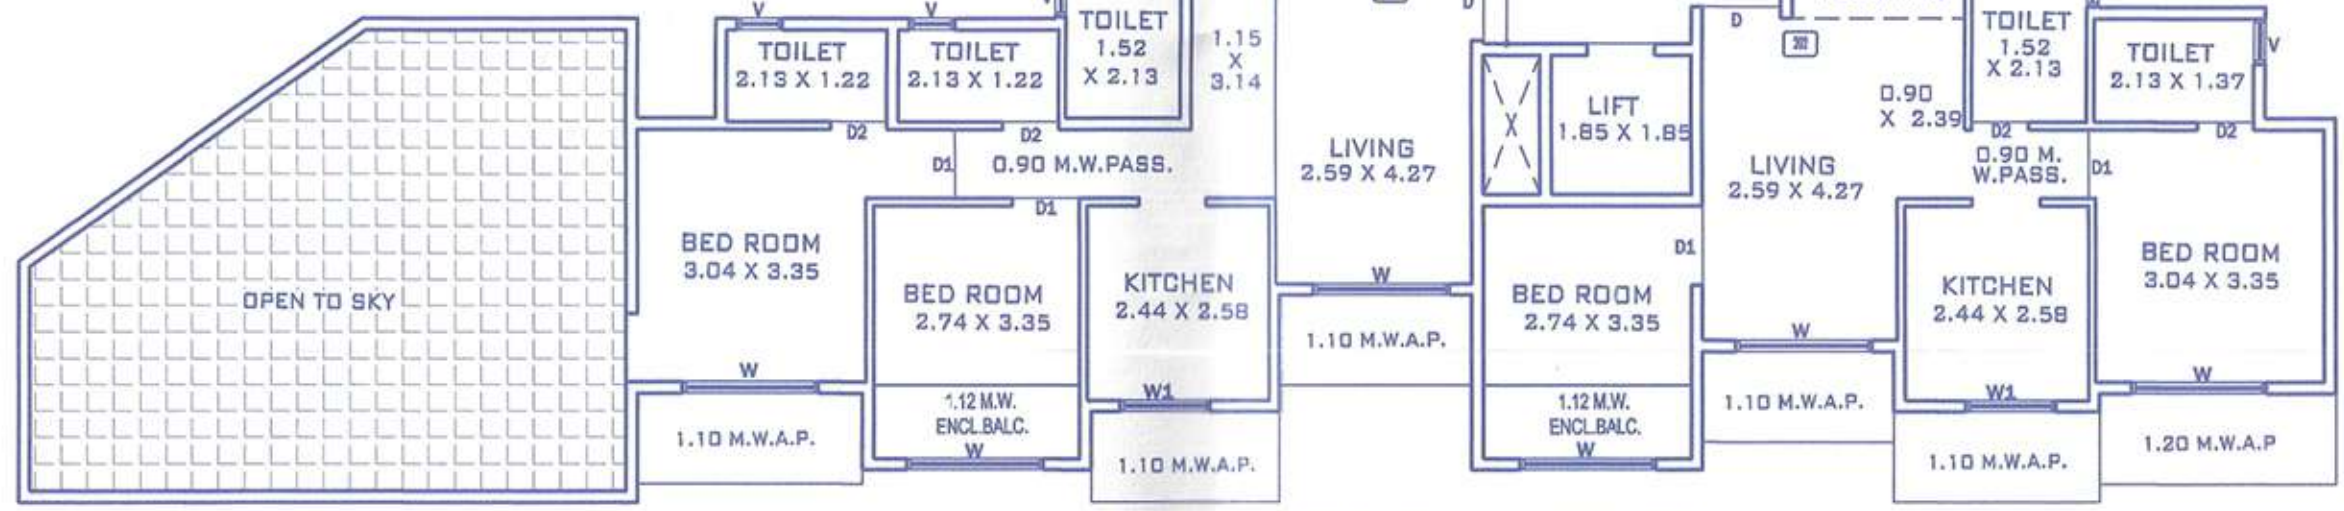 V
V
V
TOILET
1.52
X 2.13
TOILET
2.13 X 1.22
TOILET
2.13 X 1.22
1.15
X
3.14
D
D
202
TOILET
1.52
X 2.13
TOILET
2.13 X 1.37
V
LIFT
1.85 X 1.85
X
0.90
X 2.39
D2
D2
D2
D2
D1
0.90 M.W.PASS.
LIVING
2.59 X 4.27
LIVING
2.59 X 4.27
0.90 M.
W.PASS.
D1
D1
D1
BED ROOM
3.04 X 3.35
OPEN TO SKY
BED ROOM
2.74 X 3.35
KITCHEN
2.44 X 2.58
W
1.10 M.W.A.P.
BED ROOM
2.74 X 3.35
W
KITCHEN
2.44 X 2.58
BED ROOM
3.04 X 3.35
W
1.10 M.W.A.P.
1.12 M.W.
ENCL.BALC.
W
W1
1.10 M.W.A.P.
1.12 M.W.
ENCL.BALC.
W
1.10 M.W.A.P.
W1
1.10 M.W.A.P.
W
1.20 M.W.A.P